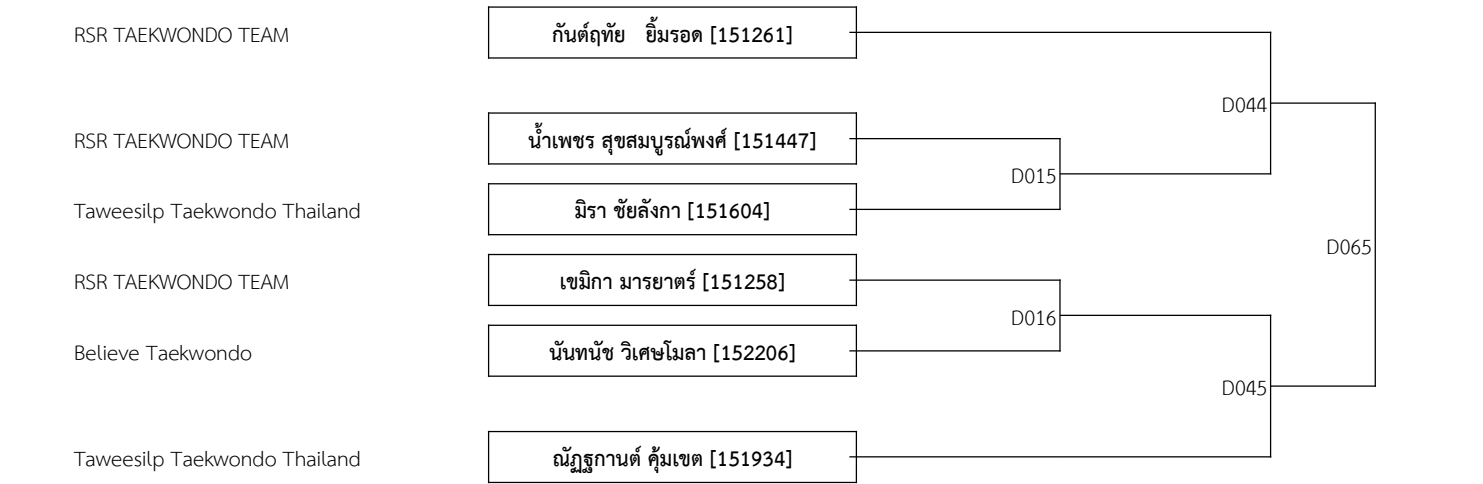 RSR TAEKWONDO TEAM กันต์ฤทัย ยิ้มรอด [151261]
D044
RSR TAEKWONDO TEAM น้ำเพชร สุขสมบูรณ์พงศ์ [151447]
D015
Taweesilp Taekwondo Thailand มิรา ชัยลังกา [151604]
D065
RSR TAEKWONDO TEAM เขมิกา มารยาตร์ [151258]
D016
Believe Taekwondo นันทนัช วิเศษโมลา [152206]
D045
Taweesilp Taekwondo Thailand ณัฏฐกานต์ คุ้มเขต [151934]